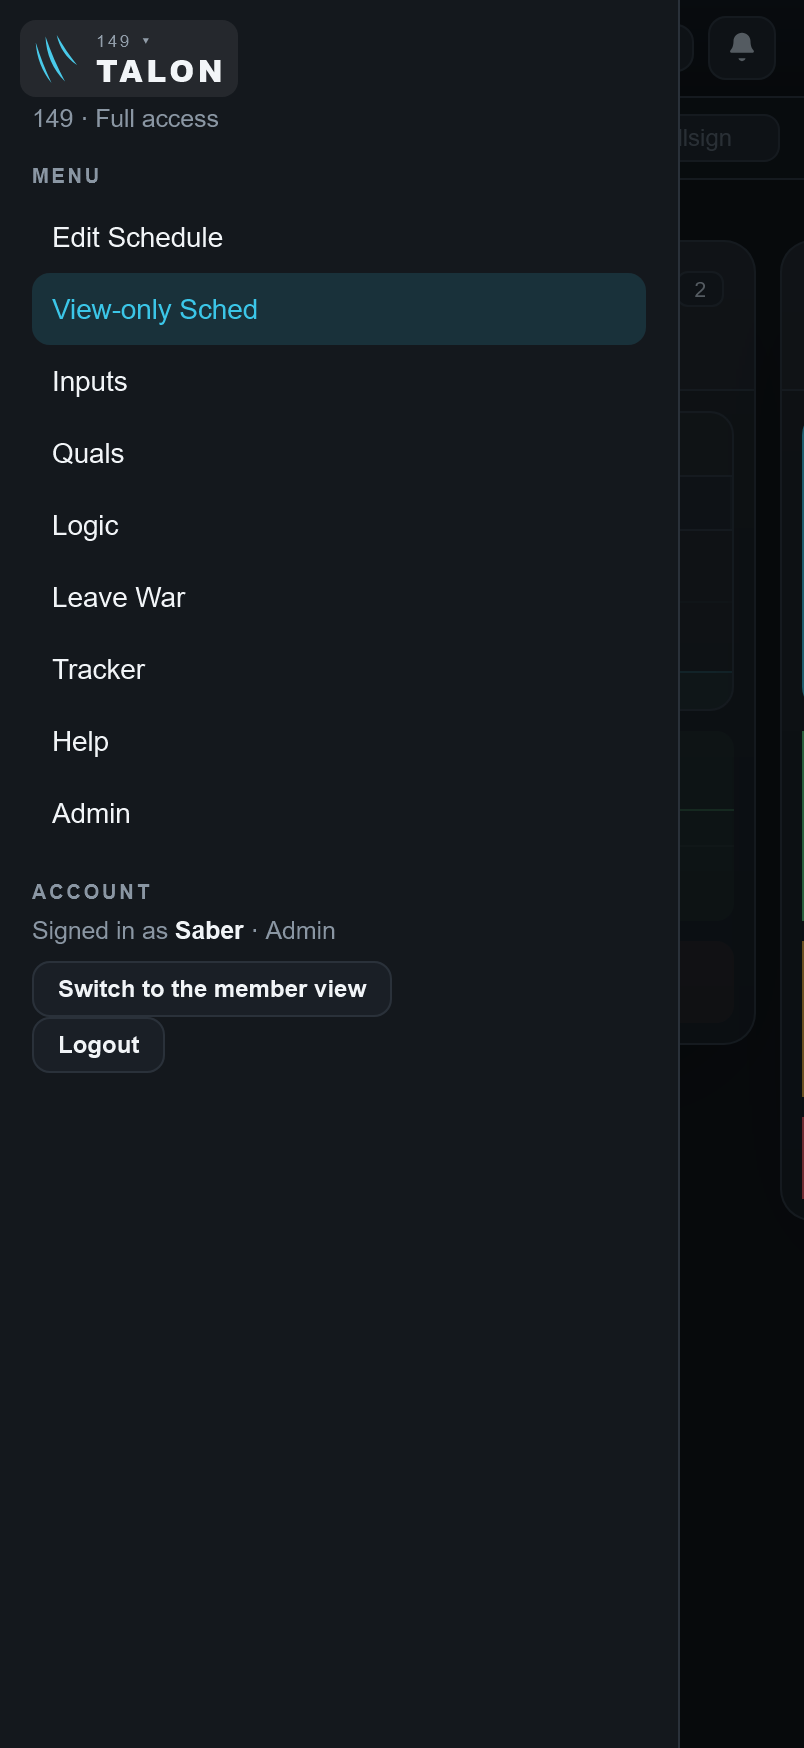 149 ▾
TALON
149 · Full access
MENU
Edit Schedule
View-only Sched
Inputs
Quals
Logic
Leave War
Tracker
Help
Admin
ACCOUNT
Signed in as Saber · Admin
Switch to the member view
Logout
llsign
2